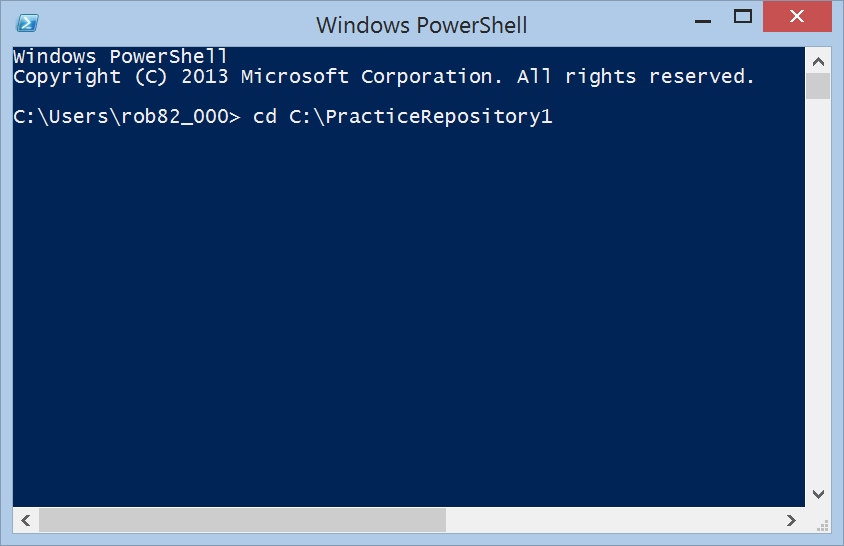 Windows PowerShell
Windows PowerShell
Copyright (C) 2013 Microsoft Corporation. All rights reserved.
C:\Users\rob82_000> cd C:\PracticeRepository1